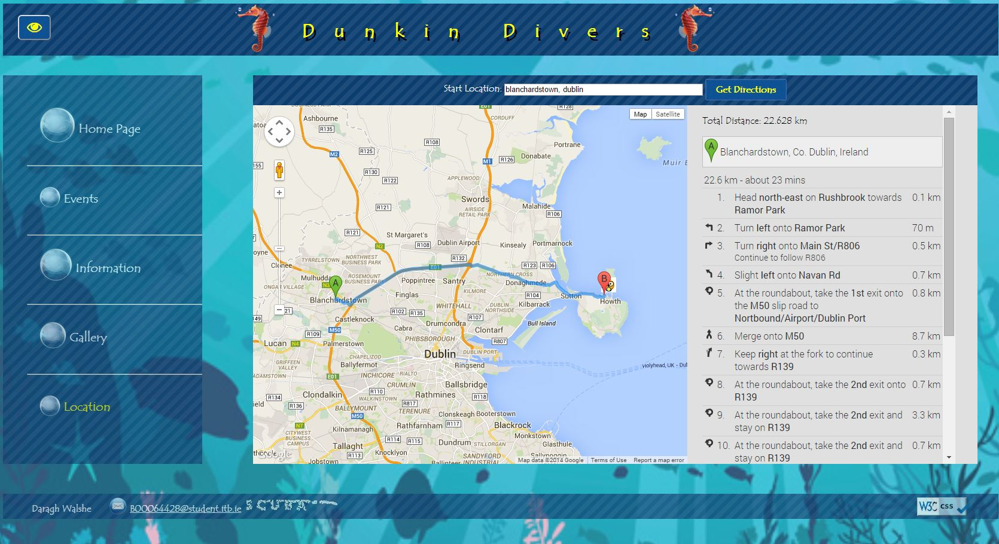 Dunkin Divers
Home Page
Events
Information
Gallery
Location
Start Location: blanchardstown, dublin Get Directions
Map Satellite
BUSINESS PARK
Ashbourne
R135
M2
R125
R108
R130
R122
M1
R126
CORDUFF
R128
E01
Portrane
Donabate
155
APPLEWOOD
Swords
AIRSIDE
RETAIL PARK
Malahide
R106
R121
R121
St Margaret's
N2
R108
Dublin Airport
Kinsealy
Portmarnock
Clonee
TYRRELSTOWN
NORTHWEST
BUSINESS PARK
R132
E01
R123
R106
NORTHERN CROSS
ROSEMOUNT
BUSINESS PARK
Poppintree
Santry
Donaghmede
A
B
Blanchardstown
Finglas
KILMORE
R104
Sutton
Howth
Kilbarrack
R102
R135
WHITEHALL
DUBLIN
NORTHSIDE
Castleknock
149
M50
Cabra
Drumcondra
R107
Bull Island
R109
PHIBSBOROUGH
Clontarf
R807
Lucan
N4
Palmerstown
CHAPELIZOD
Dublin
DUBLIN PORT
GRIFFEEN
VALLEY
Ballyfermot
Ringsend
Holyhead, UK - Dub
ADAMSTOWN
E01
INCHICORE
RIALTO
CRUMLIN
Ballsbridge
R134
Clondalkin
R110
WALKINSTOWN
Rathmines
R118
R136
BALLYMOUNT
R817
TERENURE
M50
Clonskeagh
Booterstown
N7
Kilnamanagh
Rathfarnham
R117
Blackrock
CITYWEST
BUSINESS
CAMPUS
R114
R115
Dundrum
STILLORGAN
Monkstown
Glasthule
Tallaght
R113
Knocklyon
SANDYFORD
INDUSTRIAL
Sallynoggin
Jobstown
Ballinteer
Google
Map data ©2014 Google Terms of Use Report a map error
Total Distance: 22.628 km
A Blanchardstown, Co. Dublin, Ireland
22.6 km - about 23 mins
1. Head north-east on Rushbrook towards 0.1 km
Ramor Park
2. Turn left onto Ramor Park 70 m
3. Turn right onto Main St/R806 0.5 km
Continue to follow R806
4. Slight left onto Navan Rd 0.7 km
5. At the roundabout, take the 1st exit onto 0.8 km
the M50 slip road to
Nortbound/Airport/Dublin Port
6. Merge onto M50 8.7 km
7. Keep right at the fork to continue 0.3 km
towards R139
8. At the roundabout, take the 2nd exit onto 0.7 km
R139
9. At the roundabout, take the 2nd exit and 3.3 km
stay on R139
10. At the roundabout, take the 2nd exit and 0.7 km
stay on R139
Daragh Walshe B00064428@student.itb.ie SCUBA
W3C css